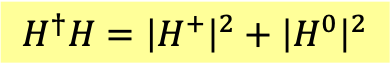 H†H = |H⁺|² + |H⁰|²